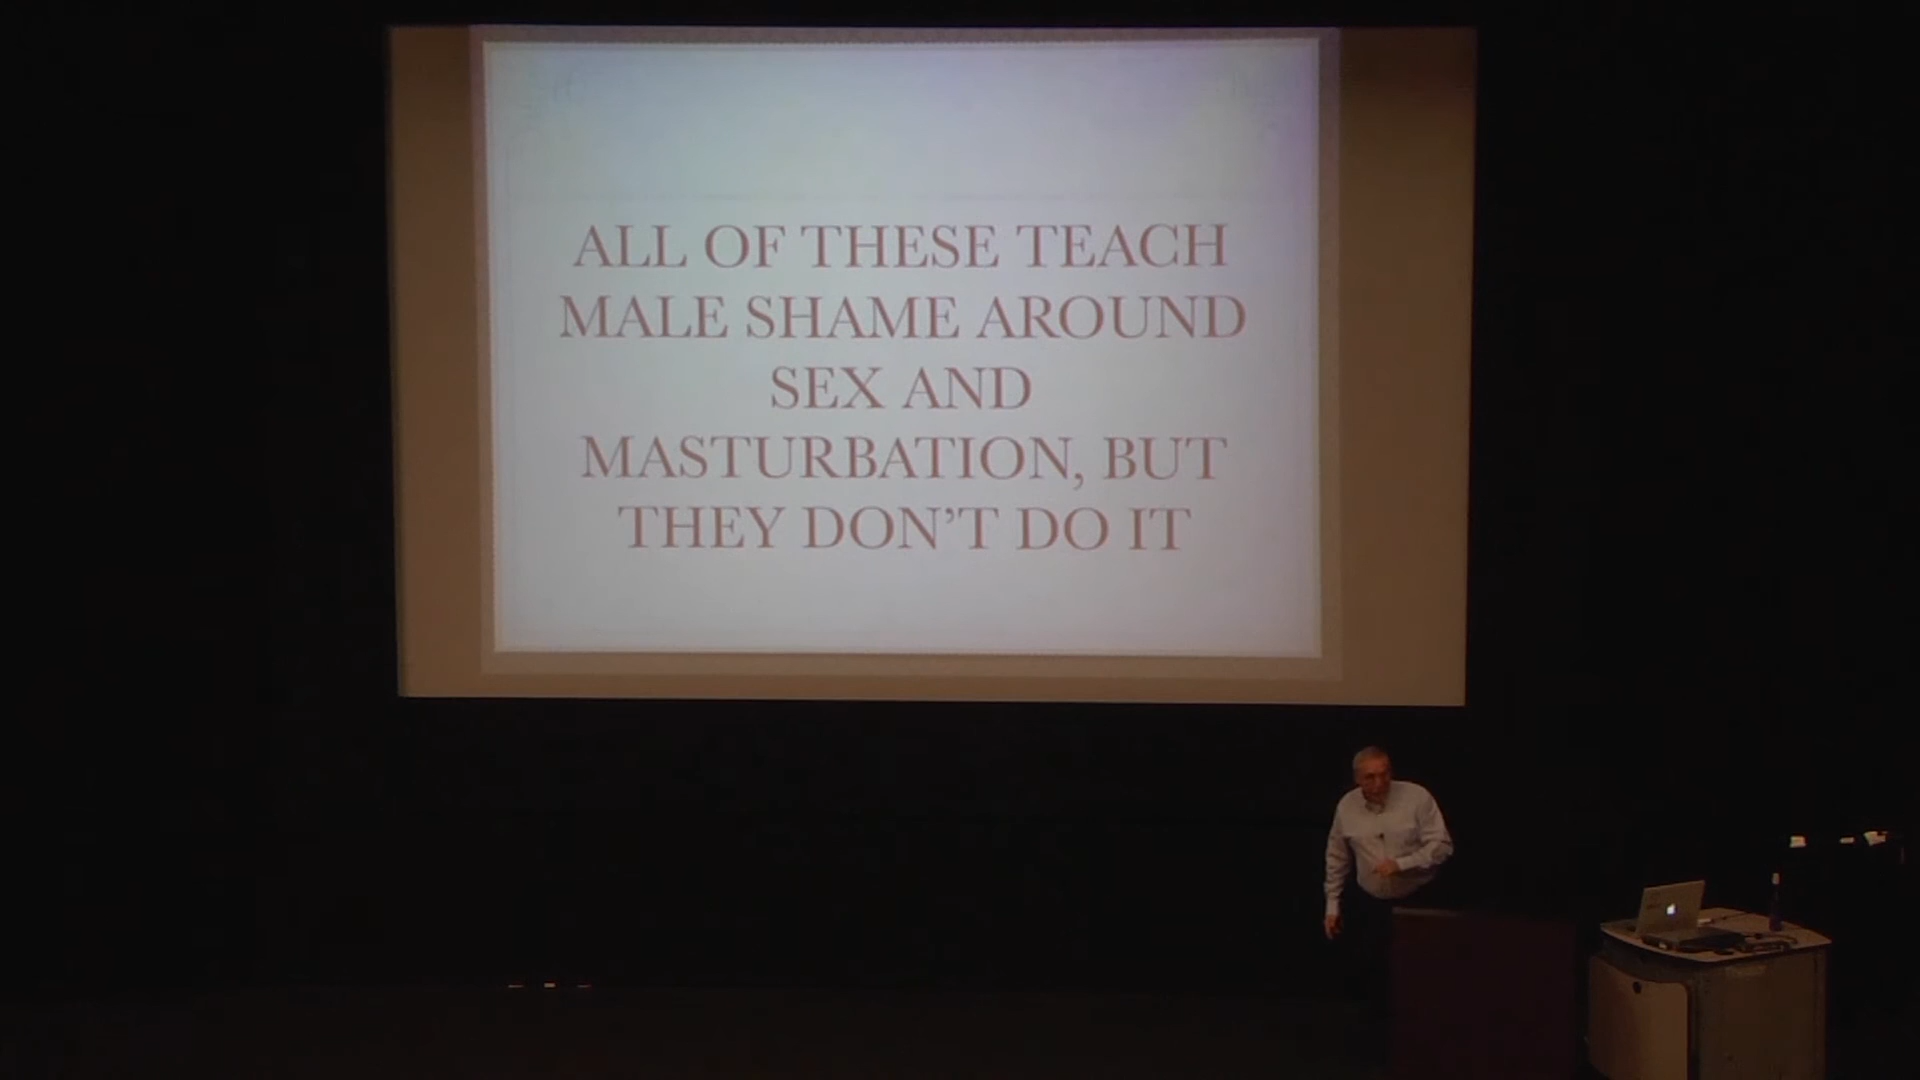 ALL OF THESE TEACH
MALE SHAME AROUND
SEX AND
MASTURBATION, BUT
THEY DON'T DO IT